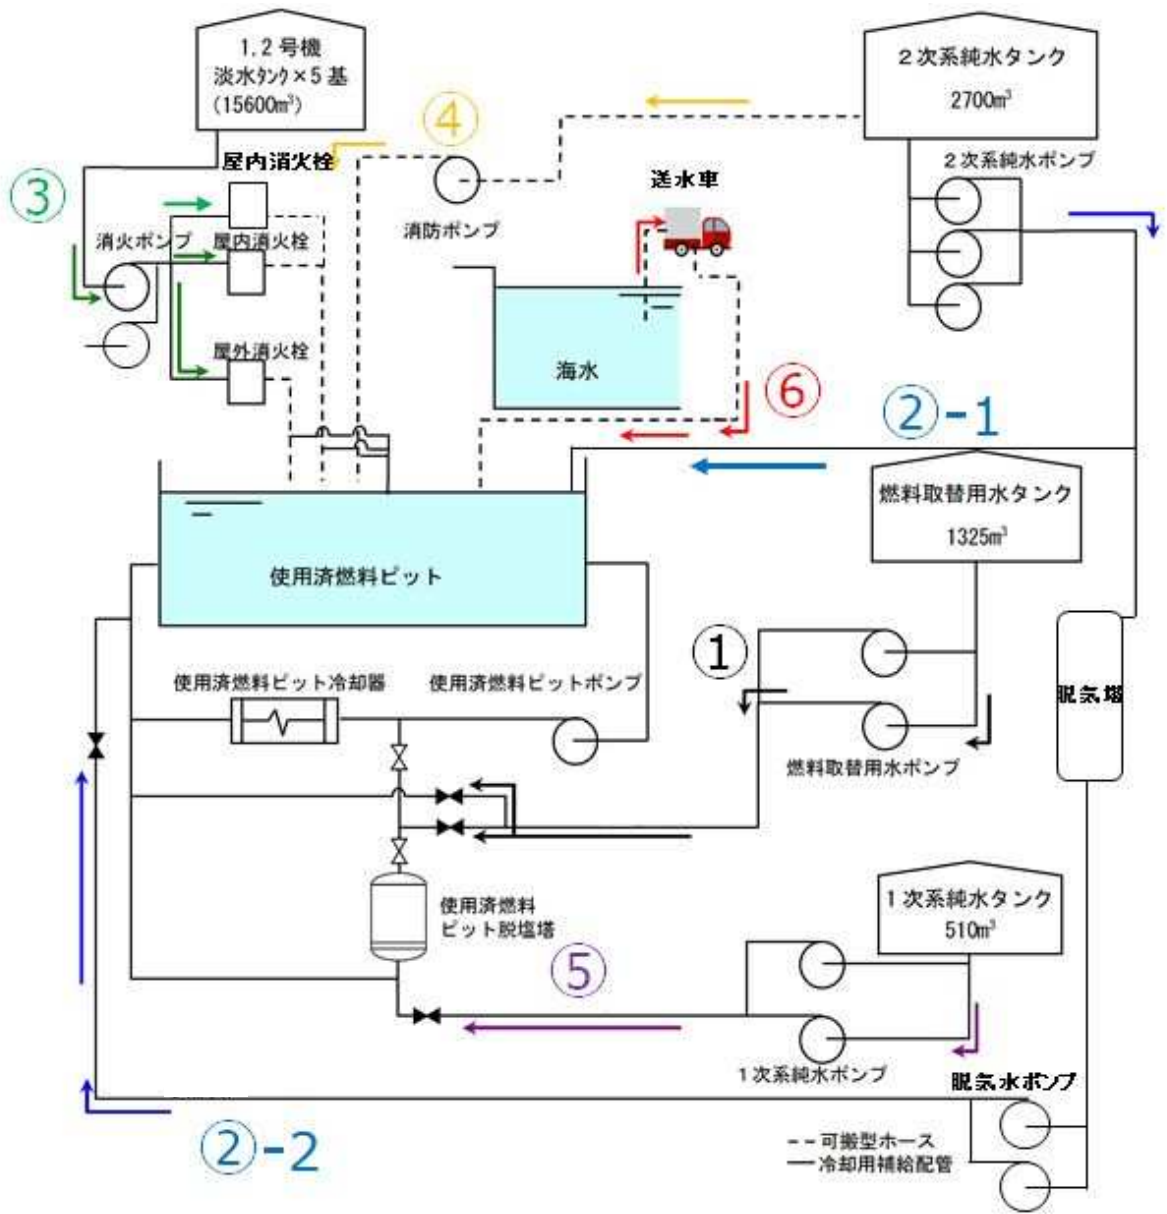 1,2号機
淡水タンク×5基
(15600m³)
2次系純水タンク
2700m³
④
屋内消火栓
2次系純水ポンプ
送水車
③
消火ポンプ
屋内消火栓
消防ポンプ
屋外消火栓
海水
⑥
②-1
燃料取替用水タンク
1325m³
使用済燃料ピット
①
使用済燃料ピット冷却器
使用済燃料ピットポンプ
脱気塔
燃料取替用水ポンプ
使用済燃料
ピット脱塩塔
1次系純水タンク
510m³
⑤
1次系純水ポンプ
脱気水ポンプ
②-2
--- 可搬型ホース
― 冷却用補給配管